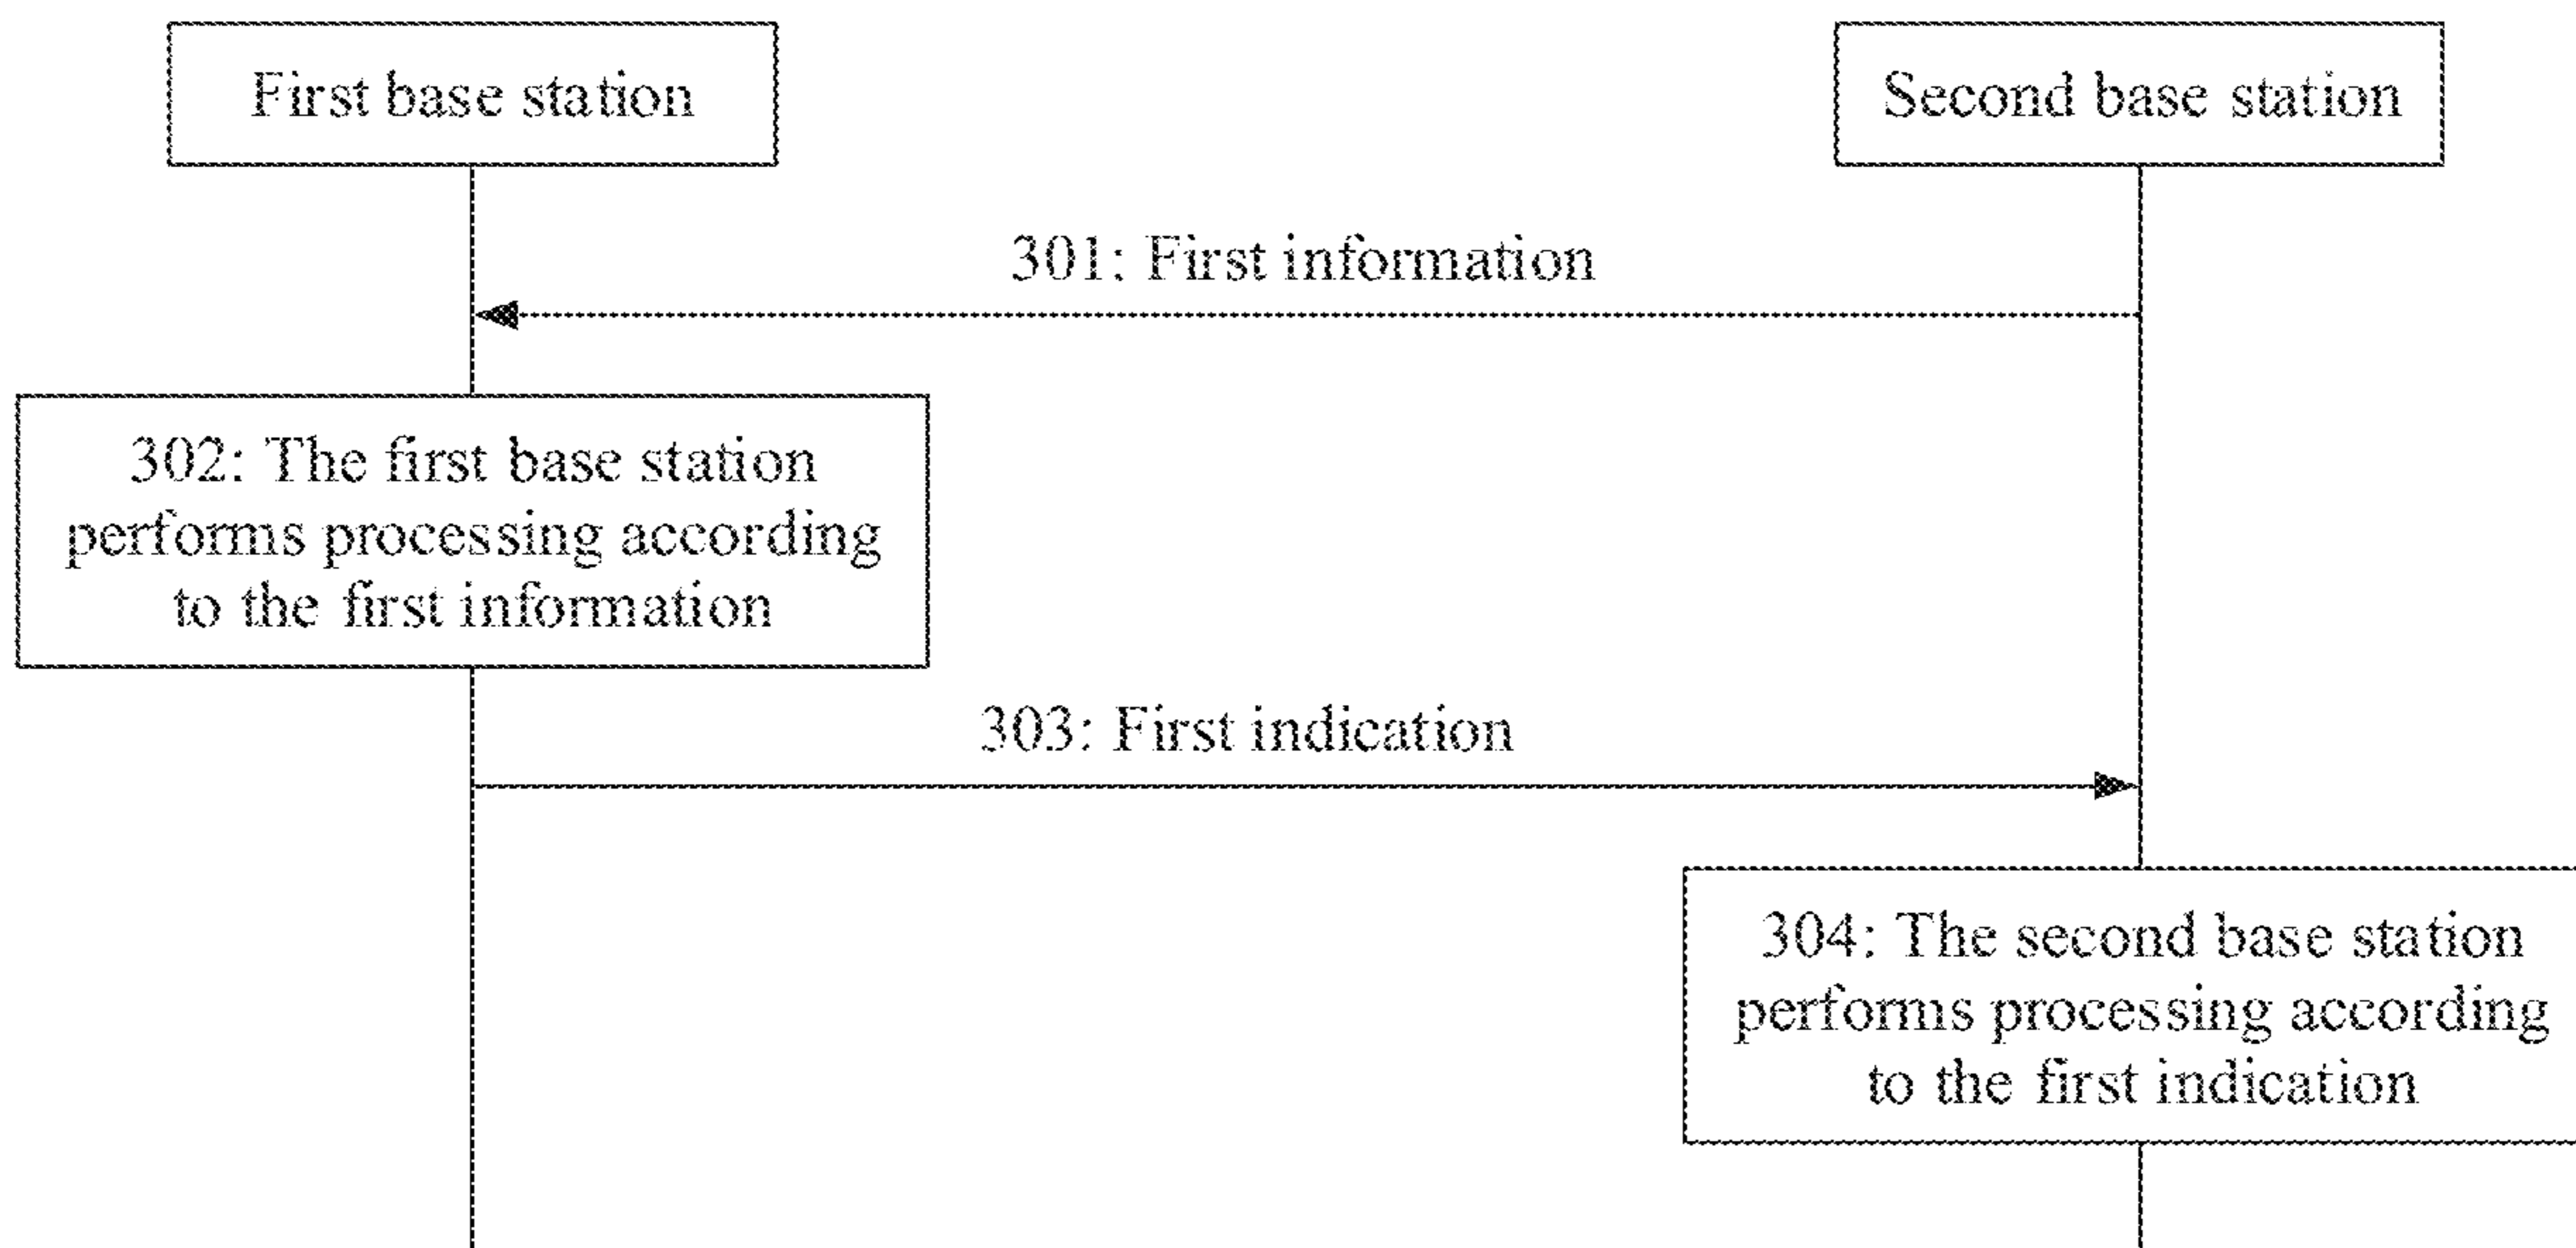 First base station
Second base station
301: First information
302: The first base station
performs processing according
to the first information
303: First indication
304: The second base station
performs processing according
to the first indication